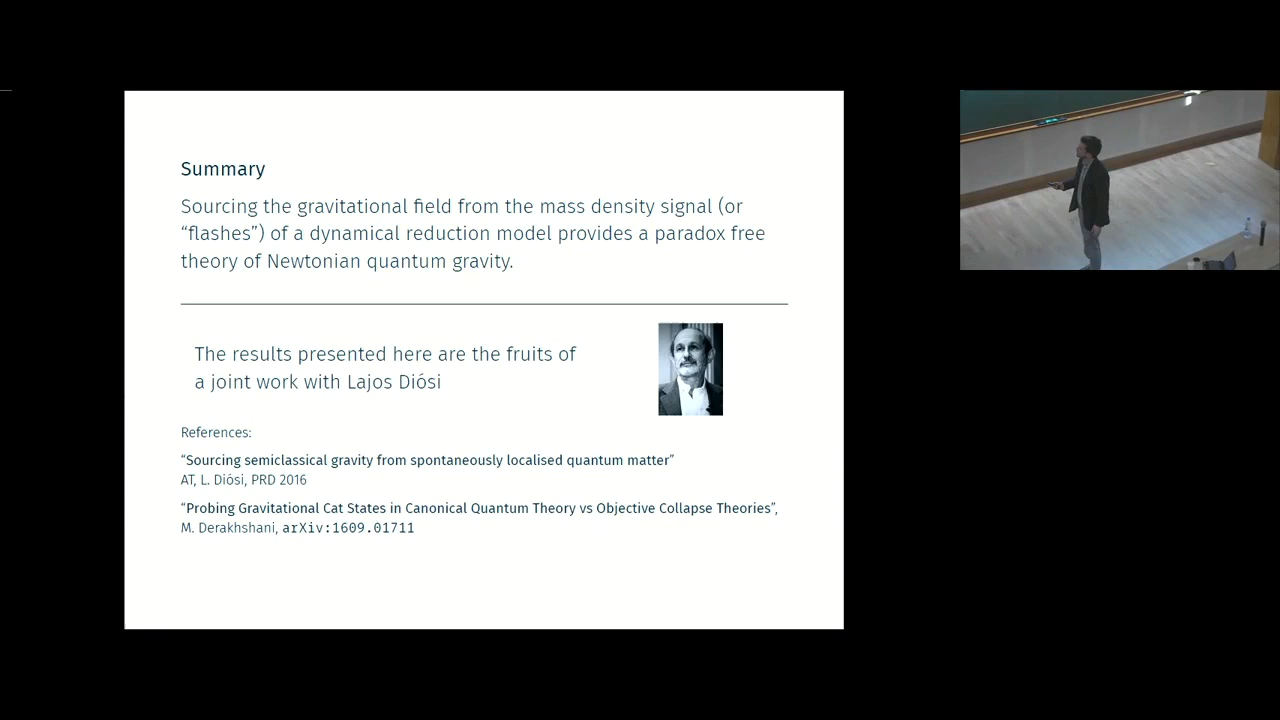 Summary
Sourcing the gravitational field from the mass density signal (or
“flashes”) of a dynamical reduction model provides a paradox free
theory of Newtonian quantum gravity.
The results presented here are the fruits of
a joint work with Lajos Diósi
References:
“Sourcing semiclassical gravity from spontaneously localised quantum matter”
AT, L. Diósi, PRD 2016
“Probing Gravitational Cat States in Canonical Quantum Theory vs Objective Collapse Theories”,
M. Derakhshani, arXiv:1609.01711